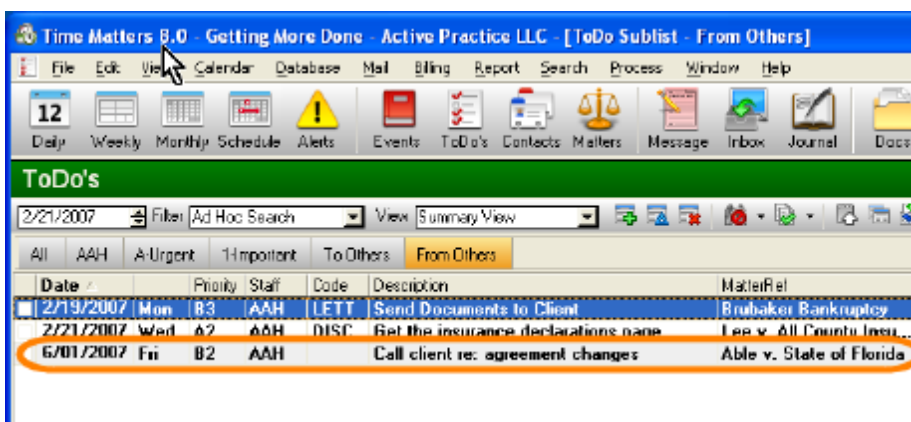 Time Matters 8.0 - Getting More Done - Active Practice LLC - [ToDo Sublist - From Others]
File Edit View Calendar Database Mail Billing Report Search Process Window Help
12
Daily Weekly Monthly Schedule Alerts Events ToDo's Contacts Matters Message Inbox Journal Docs
ToDo's
2/21/2007 Filter Ad Hoc Search View Summary View
All AAH A-Urgent 1-Important To Others From Others
Date Priority Staff Code Description MatterRef
2/19/2007 Mon B3 AAH LETT Send Documents to Client Brubaker Bankruptcy
2/21/2007 Wed A2 AAH DISC Get the insurance declarations page Lee v. All County Insu...
6/01/2007 Fri B2 AAH Call client re: agreement changes Able v. State of Florida